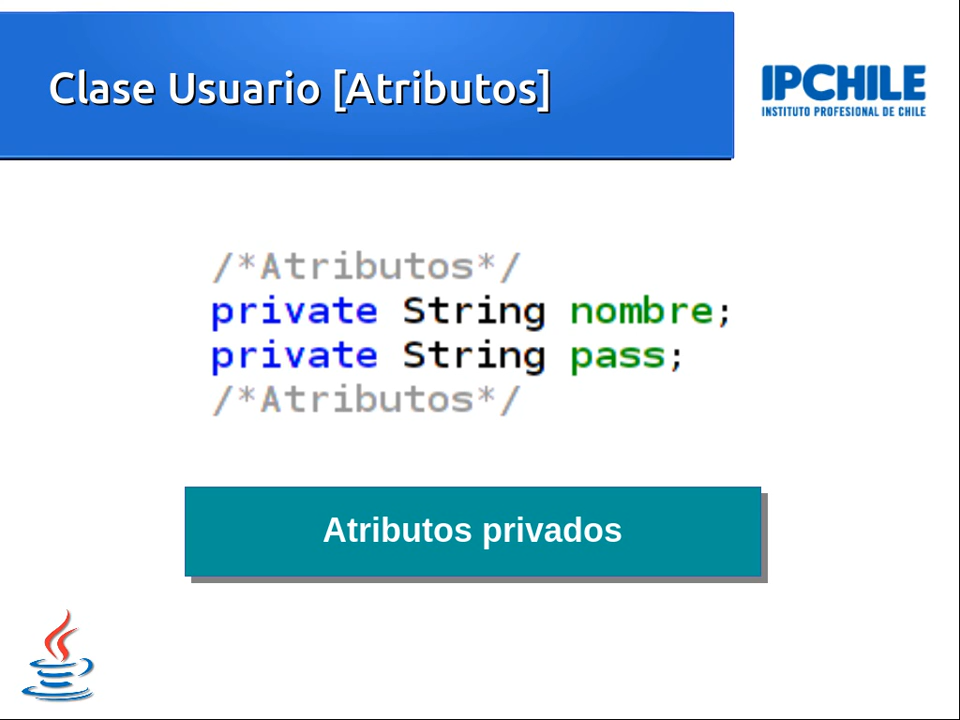 Clase Usuario [Atributos]
IPCHILE
INSTITUTO PROFESIONAL DE CHILE
/*Atributos*/
private String nombre;
private String pass;
/*Atributos*/
Atributos privados